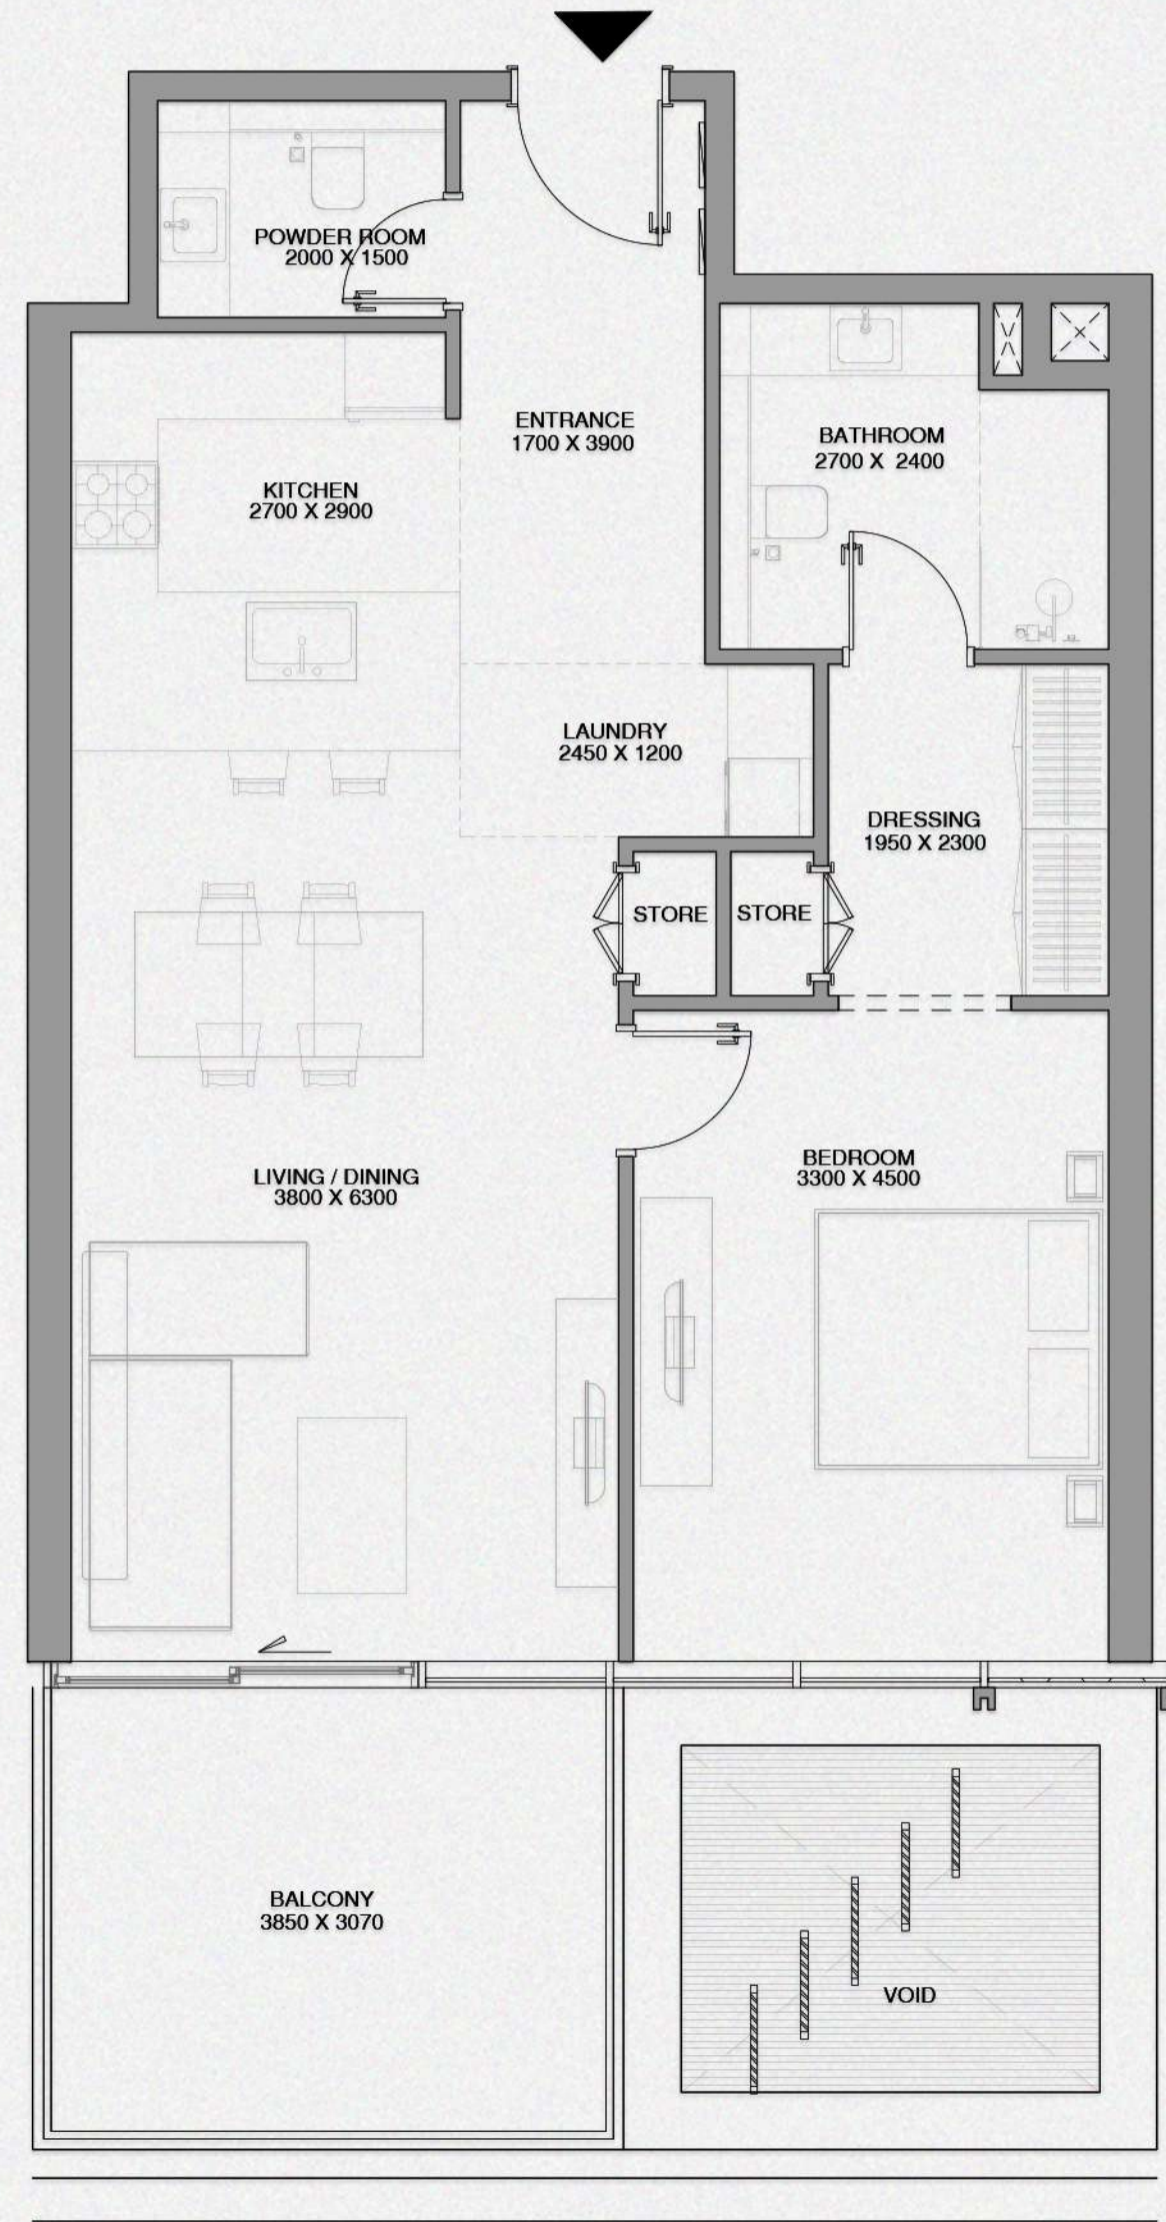 POWDER ROOM
2000 X 1500
ENTRANCE
1700 X 3900
BATHROOM
2700 X 2400
KITCHEN
2700 X 2900
LAUNDRY
2450 X 1200
DRESSING
1950 X 2300
STORE
STORE
LIVING / DINING
3800 X 6300
BEDROOM
3300 X 4500
BALCONY
3850 X 3070
VOID